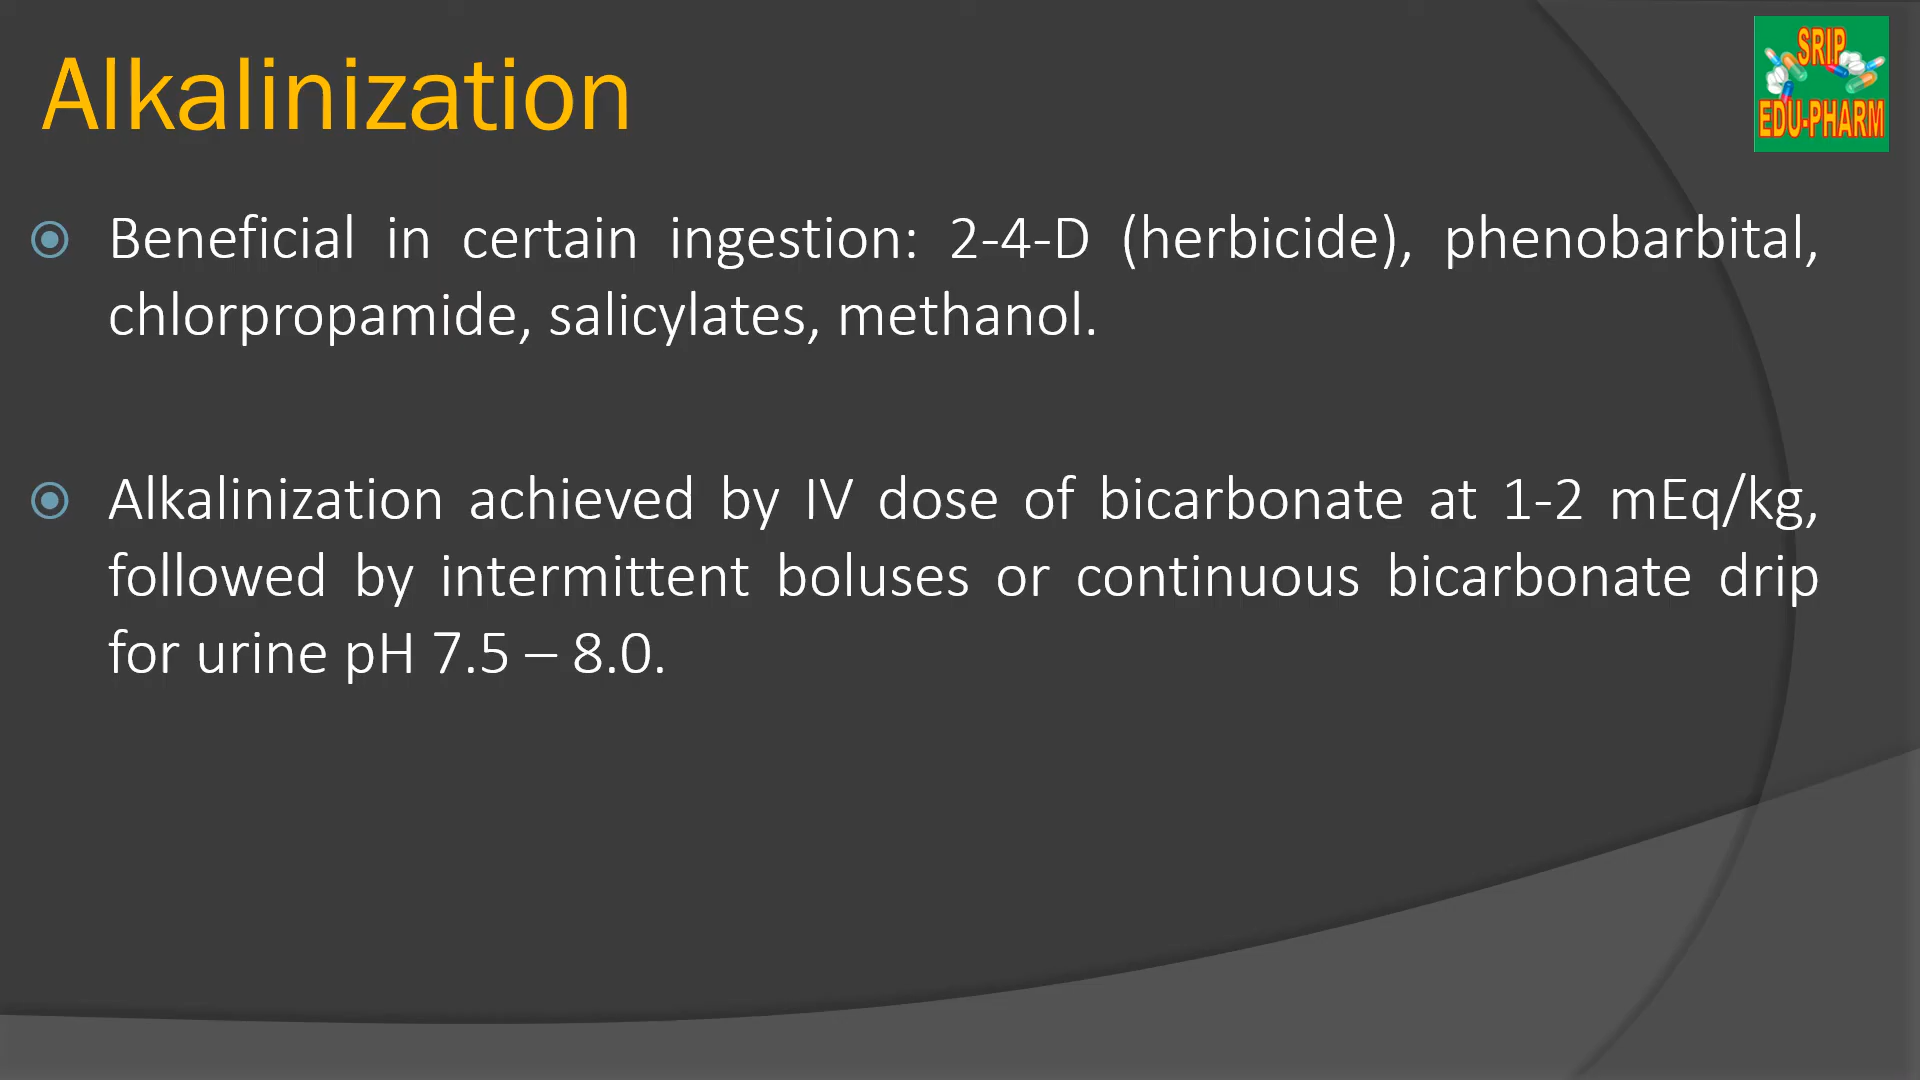 Alkalinization
SRIP
EDU-PHARM
Beneficial in certain ingestion: 2-4-D (herbicide), phenobarbital,
chlorpropamide, salicylates, methanol.
Alkalinization achieved by IV dose of bicarbonate at 1-2 mEq/kg,
followed by intermittent boluses or continuous bicarbonate drip
for urine pH 7.5 – 8.0.